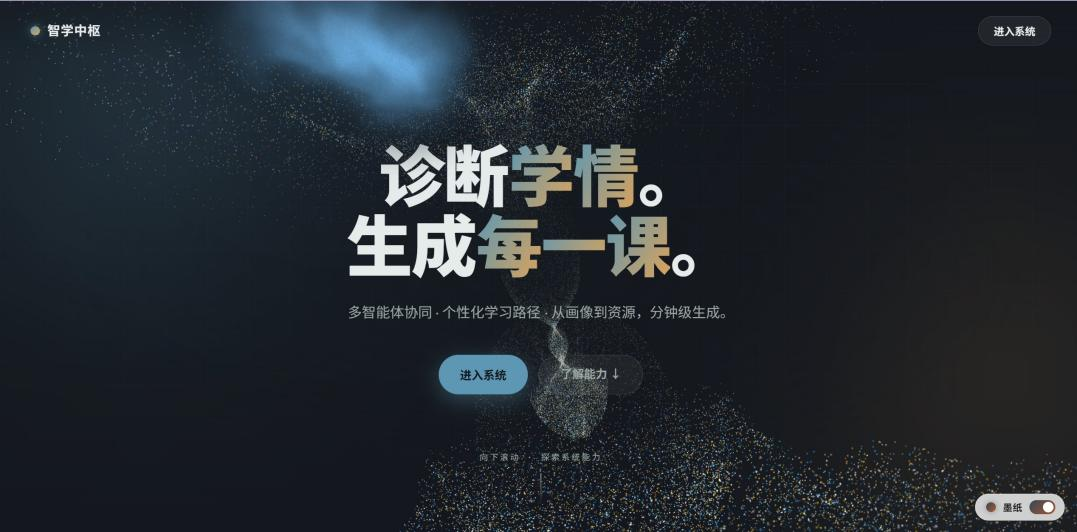 智学中枢
进入系统
诊断学情。
生成每一课。
多智能体协同 · 个性化学习路径 · 从画像到资源，分钟级生成。
进入系统
了解能力 ↓
向下滚动 探索系统能力
墨纸